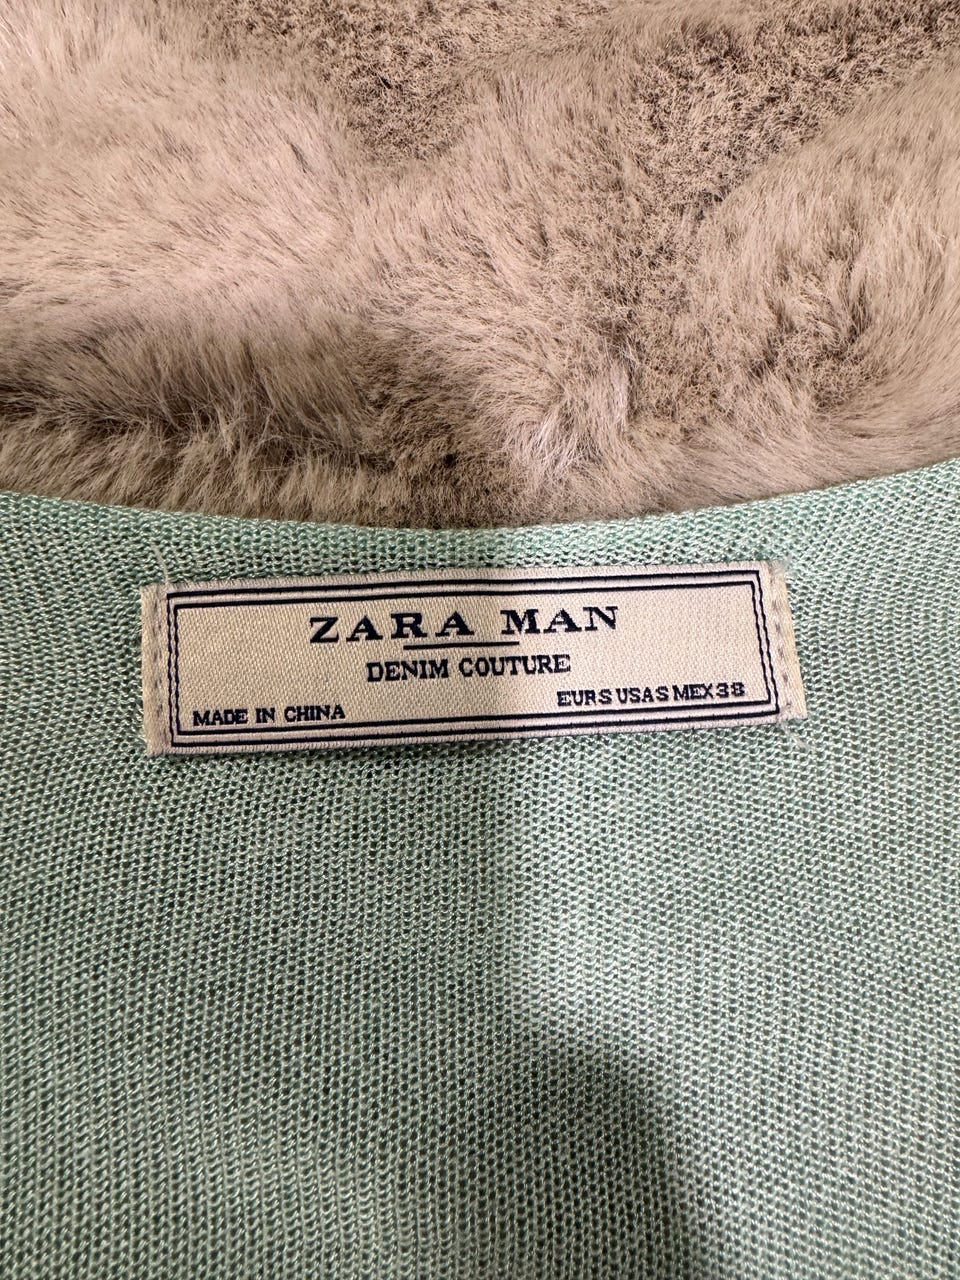 ZARA MAN
DENIM COUTURE
EUR S USA S MEX 38
MADE IN CHINA